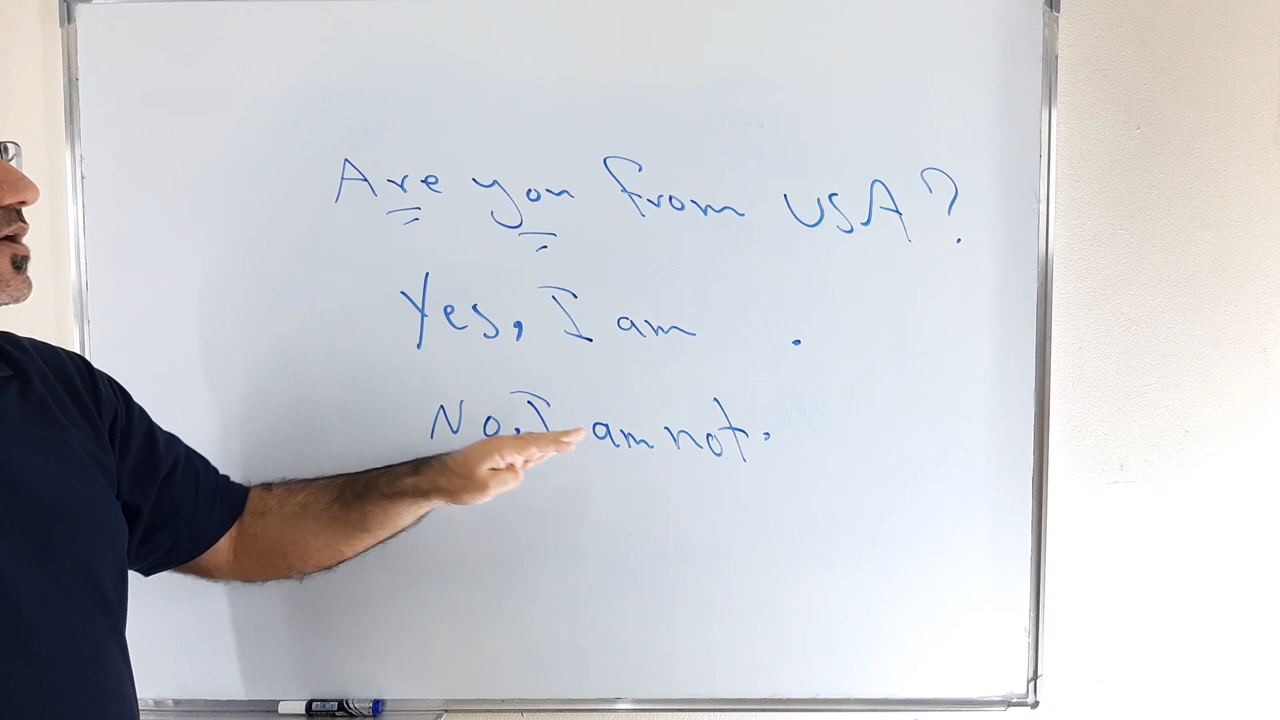 Are you from USA?
Yes, I am .
No, I am not.